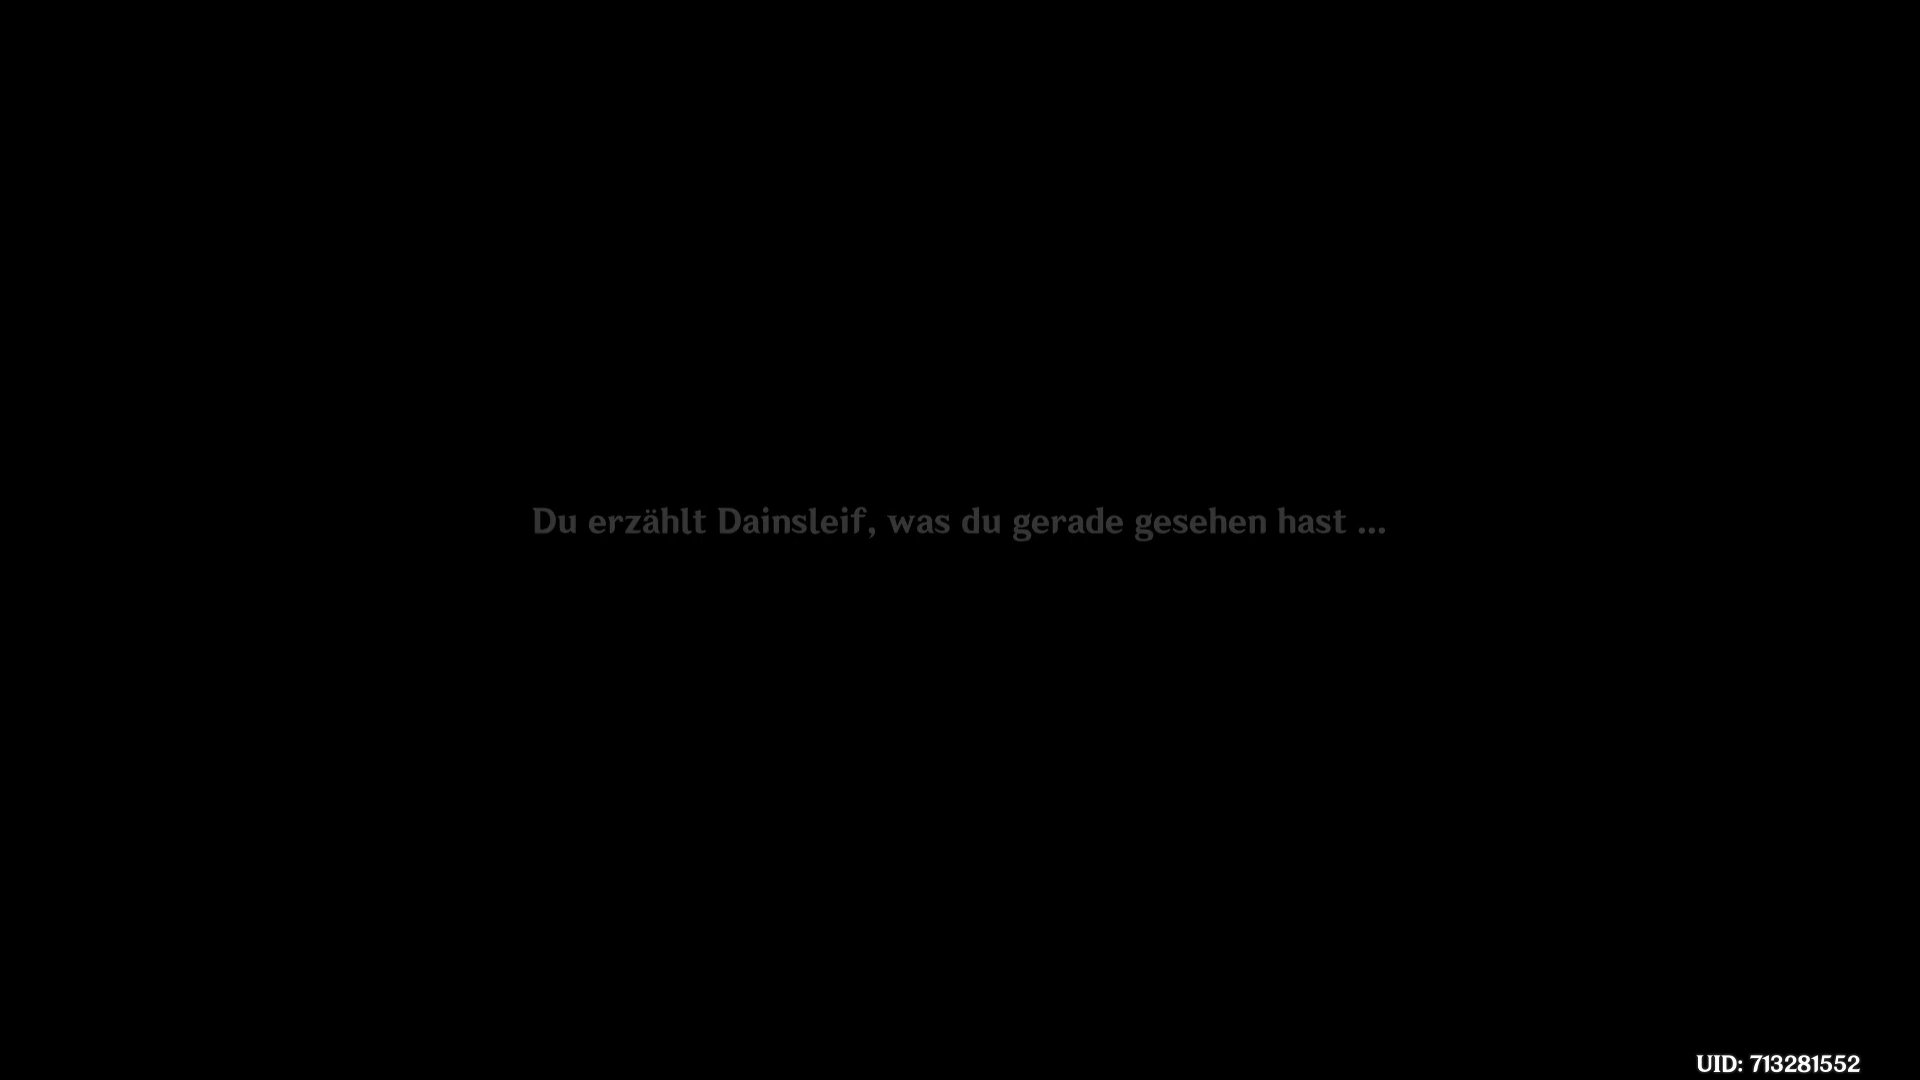 Du erzählt Dainsleif, was du gerade gesehen hast ...
UID: 713281552